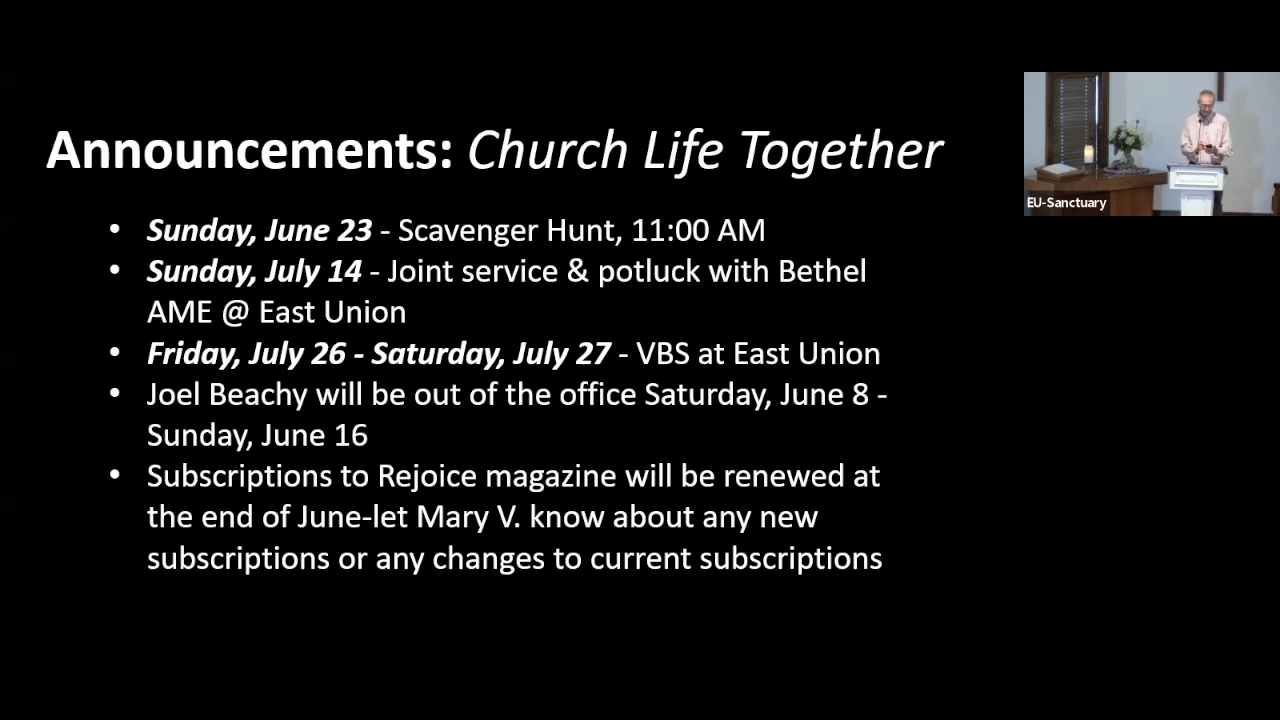 Announcements: Church Life Together
EU-Sanctuary
• Sunday, June 23 - Scavenger Hunt, 11:00 AM
• Sunday, July 14 - Joint service & potluck with Bethel
AME @ East Union
• Friday, July 26 - Saturday, July 27 - VBS at East Union
• Joel Beachy will be out of the office Saturday, June 8 -
Sunday, June 16
• Subscriptions to Rejoice magazine will be renewed at
the end of June-let Mary V. know about any new
subscriptions or any changes to current subscriptions